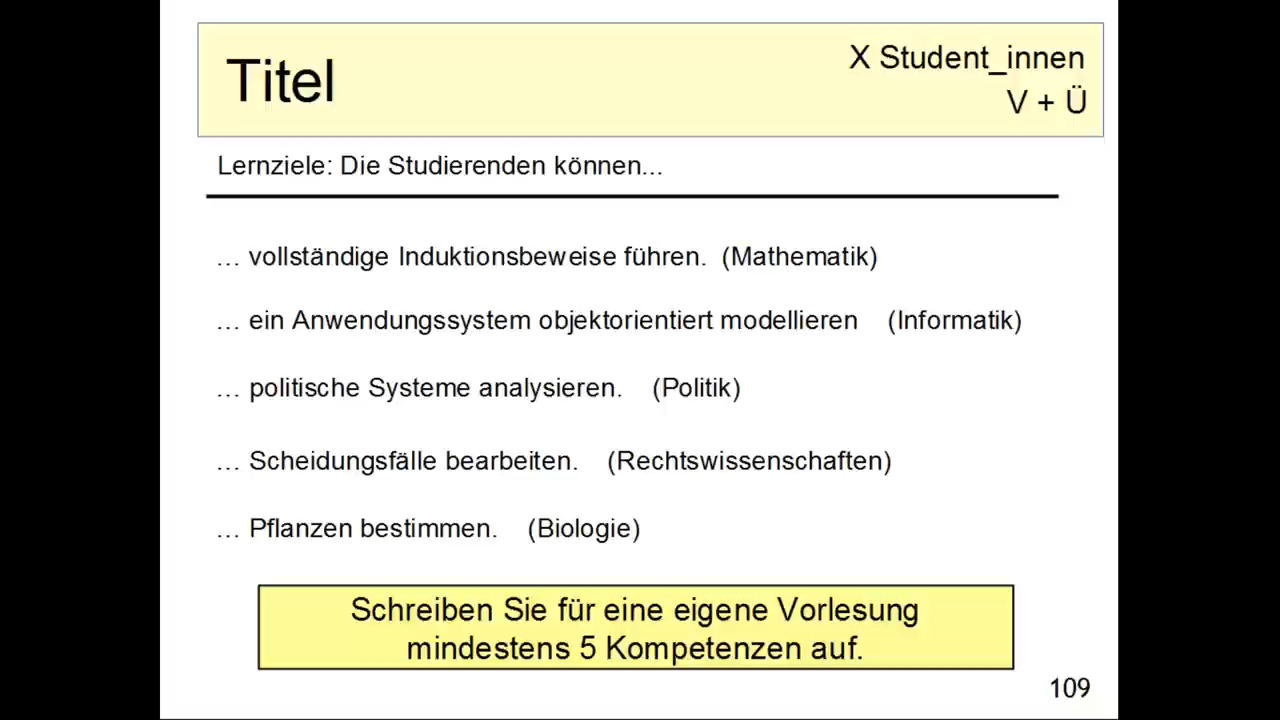 Titel
X Student_innen
V + Ü
Lernziele: Die Studierenden können...
… vollständige Induktionsbeweise führen. (Mathematik)
… ein Anwendungssystem objektorientiert modellieren (Informatik)
… politische Systeme analysieren. (Politik)
… Scheidungsfälle bearbeiten. (Rechtswissenschaften)
… Pflanzen bestimmen. (Biologie)
Schreiben Sie für eine eigene Vorlesung
mindestens 5 Kompetenzen auf.
109